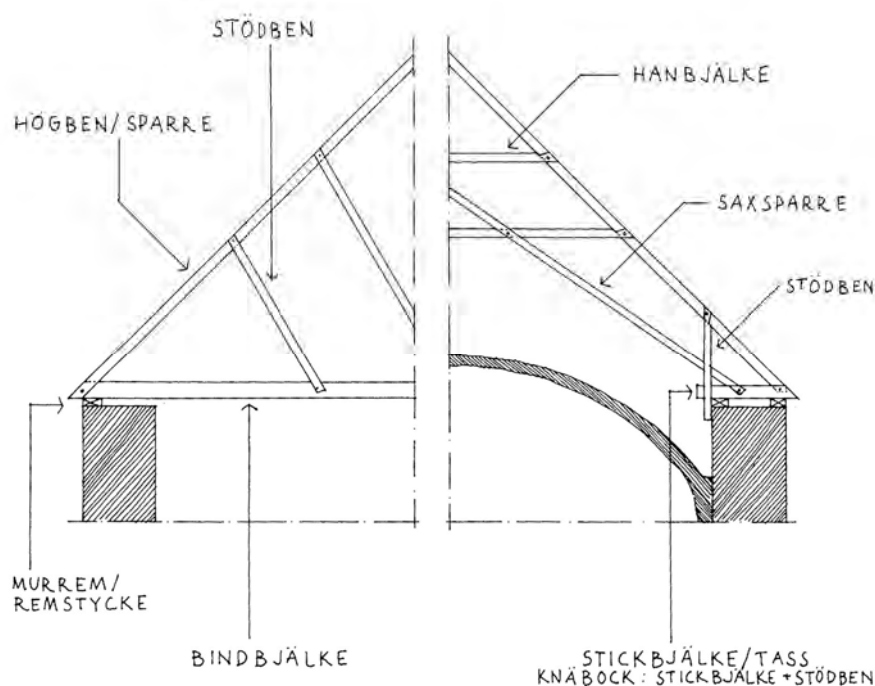 STÖDBEN
HÖGBEN/SPARRE
HANBJÄLKE
SAXSPARRE
STÖDBEN
MURREM/
REMSTYCKE
BINDBJÄLKE
STICKBJÄLKE/TASS
KNÄBOCK: STICKBJÄLKE+STÖDBEN